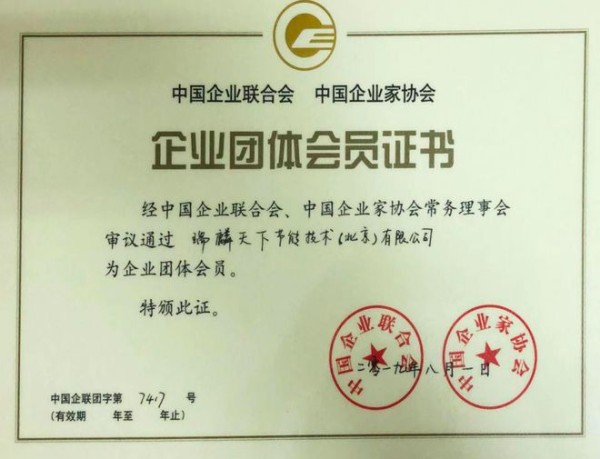 中国企业联合会 中国企业家协会
企业团体会员证书
经中国企业联合会、中国企业家协会常务理事会
审议通过 瑞麟天下节能技术(北京)有限公司
为企业团体会员。
特颁此证。
中国企业联合会
中国企业家协会
二零一九年八月一日
中国企联团字第 7417 号
(有效期 年至 年止)